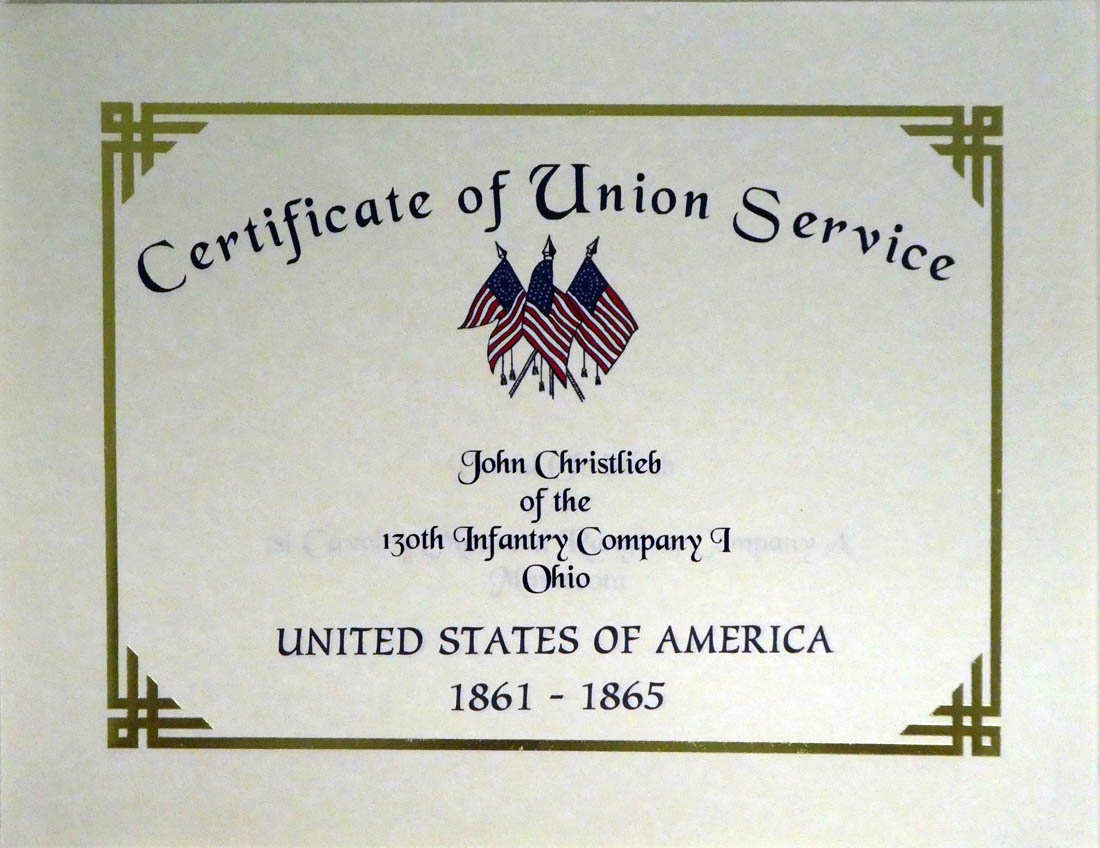 Certificate of Union Service
John Christlieb
of the
130th Infantry Company I
Ohio
UNITED STATES OF AMERICA
1861 - 1865